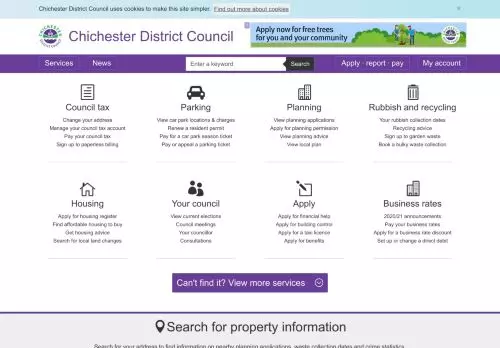 Chichester District Council uses cookies to make this site simpler. Find out more about cookies ×
Chichester District Council
Apply now for free trees
for you and your community
Services News Enter a keyword Search Apply · report · pay My account
Council tax Parking Planning Rubbish and recycling
Change your address View car park locations & charges View planning applications Your rubbish collection dates
Manage your council tax account Renew a resident permit Apply for planning permission Recycling advice
Pay your council tax Pay for a car park season ticket View planning advice Sign up to garden waste
Sign up to paperless billing Pay or appeal a parking ticket View local plan Book a bulky waste collection
Housing Your council Apply Business rates
Apply for housing register View current elections Apply for financial help 2020/21 announcements
Find affordable housing to buy Council meetings Apply for building control Pay your business rates
Get housing advice Your councillor Apply for a tax licence Apply for a business rate discount
Search for local land changes Consultations Apply for benefits Set up or change a direct debit
Can't find it? View more services
Search for property information
Search for your address to find information on nearby planning applications, waste collection dates and crime statistics